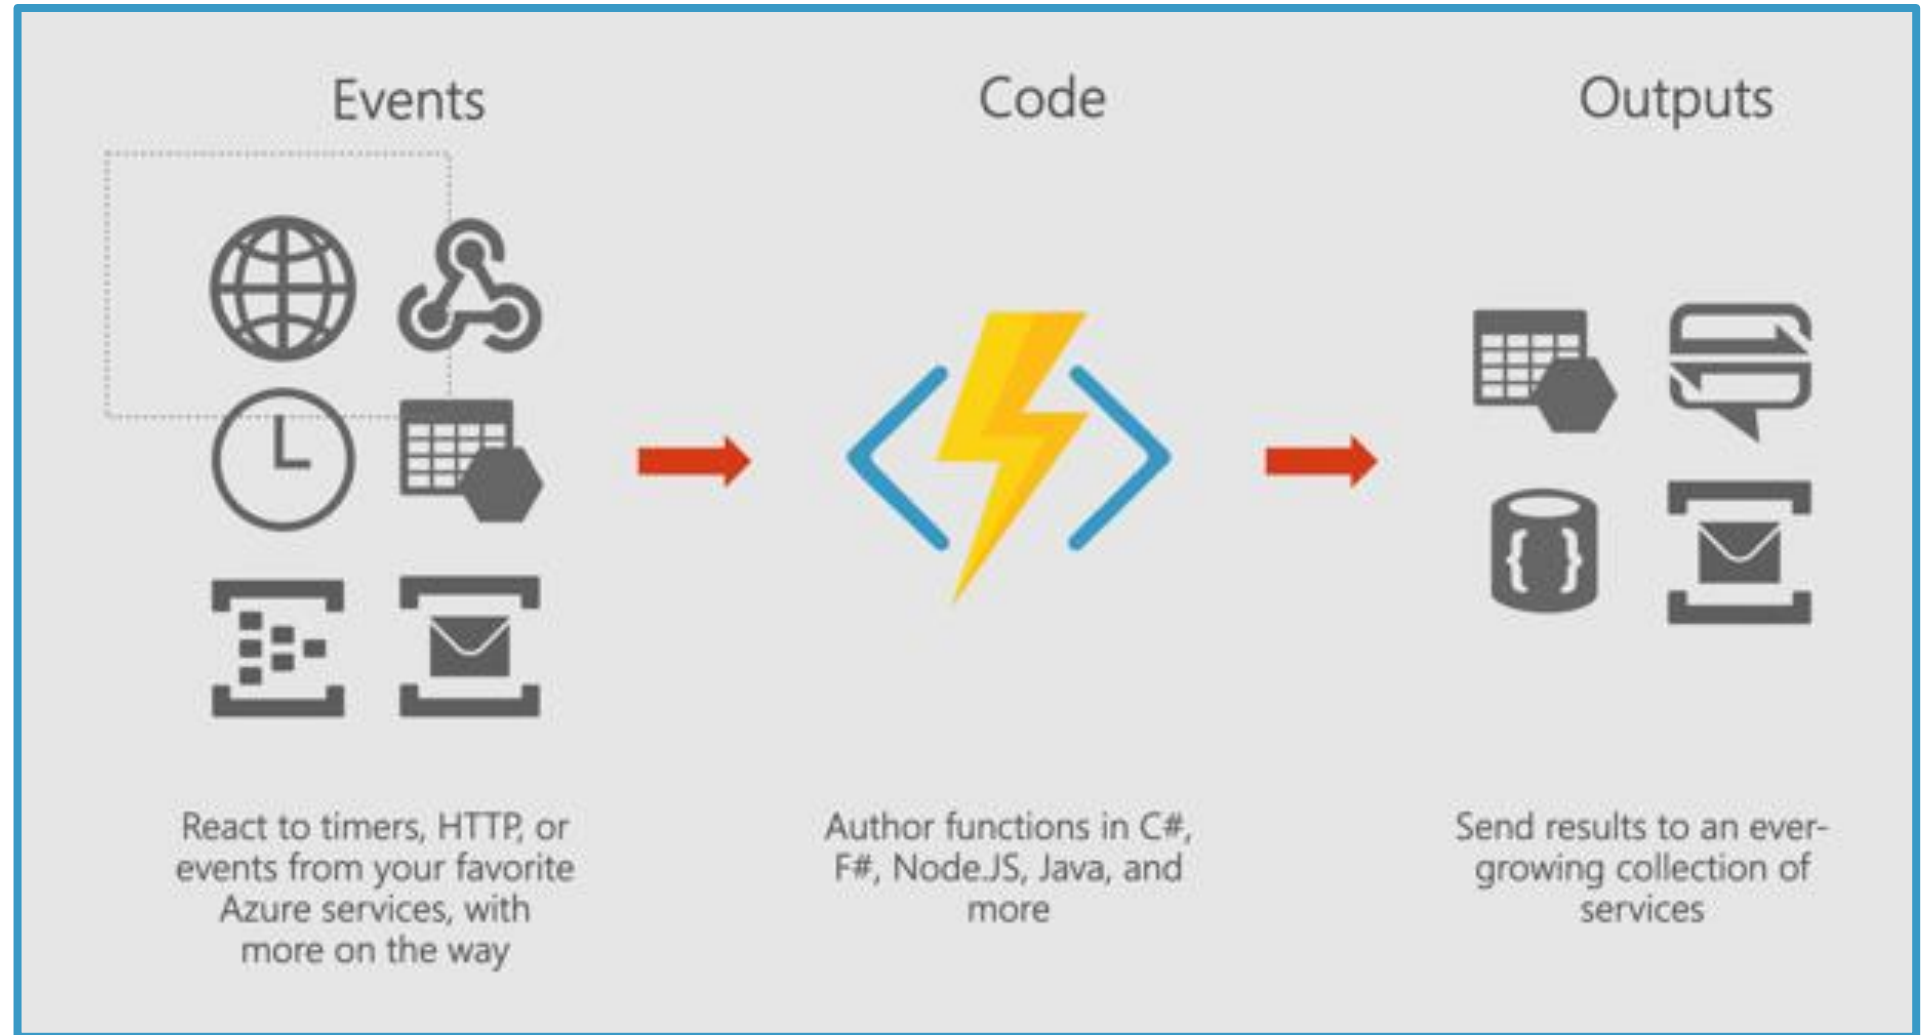 Events
Code
Outputs
React to timers, HTTP, or
events from your favorite
Azure services, with
more on the way
Author functions in C#,
F#, Node.JS, Java, and
more
Send results to an ever-
growing collection of
services